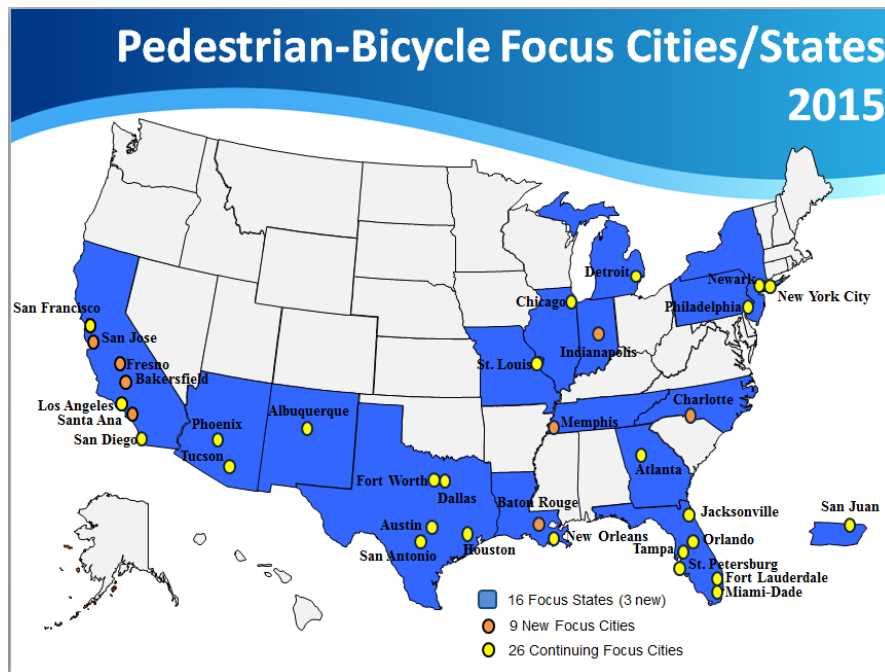 Pedestrian-Bicycle Focus Cities/States
2015
Detroit
Newark
New York City
Chicago
Philadelphia
San Francisco
San Jose
Indianapolis
St. Louis
Fresno
Bakersfield
Los Angeles
Santa Ana
San Diego
Phoenix
Tucson
Albuquerque
Charlotte
Memphis
Atlanta
Fort Worth
Dallas
Baton Rouge
San Juan
Jacksonville
Austin
San Antonio
Houston
New Orleans
Orlando
Tampa
St. Petersburg
Fort Lauderdale
Miami-Dade
16 Focus States (3 new)
9 New Focus Cities
26 Continuing Focus Cities